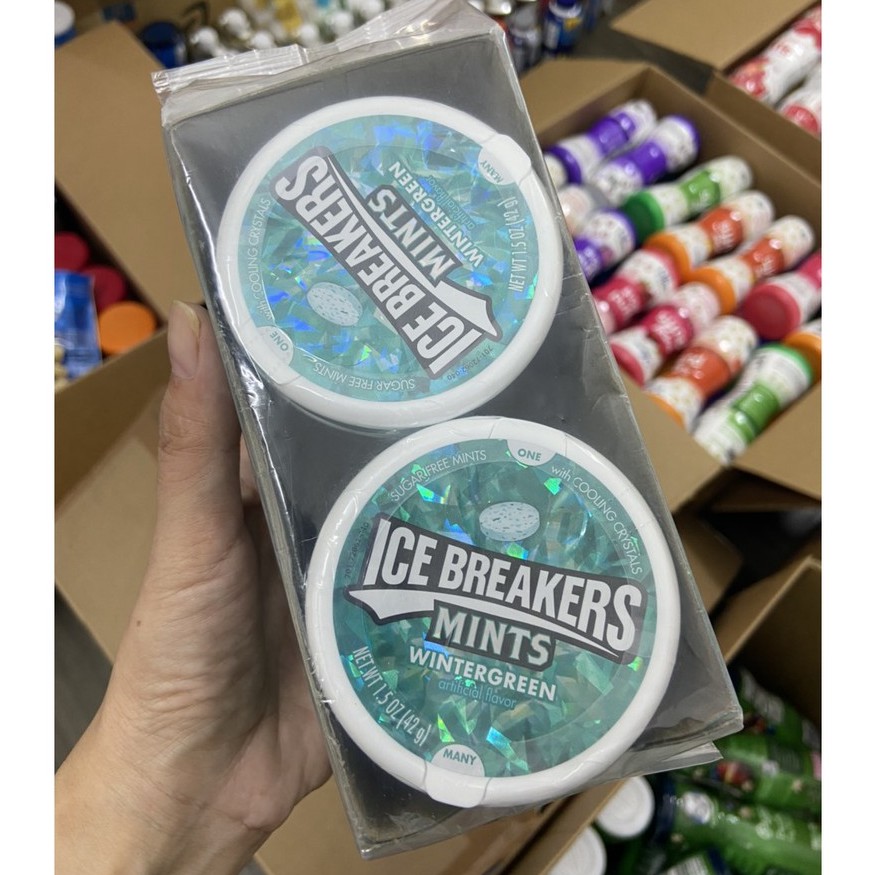 MANY
ICE BREAKERS
MINTS
WINTERGREEN
artificial flavor
NET WT 1.5 OZ (42 g)
with COOLING CRYSTALS
ONE
SUGAR FREE MINTS
ONE
SUGAR FREE MINTS
with COOLING CRYSTALS
ICE BREAKERS
MINTS
WINTERGREEN
artificial flavor
NET WT 1.5 OZ (42 g)
MANY